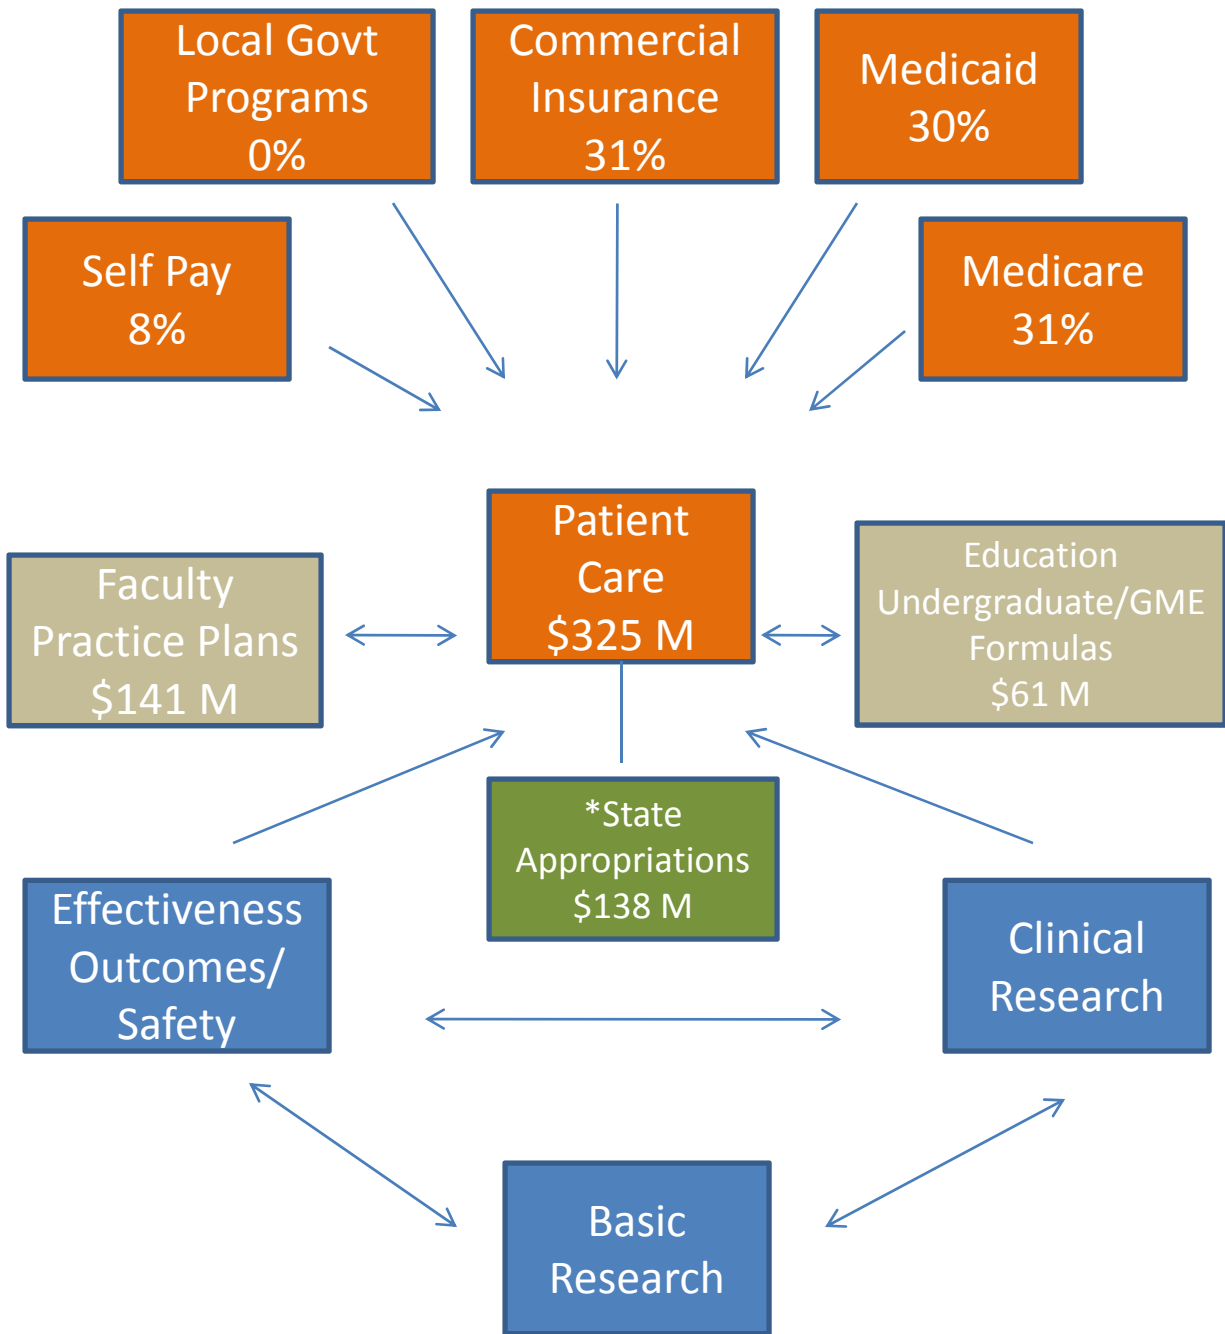 Local Govt
Programs
0%
Commercial
Insurance
31%
Medicaid
30%
Self Pay
8%
Medicare
31%
Patient
Care
$325 M
Faculty
Practice Plans
$141 M
Education
Undergraduate/GME
Formulas
$61 M
*State
Appropriations
$138 M
Effectiveness
Outcomes/
Safety
Clinical
Research
Basic
Research